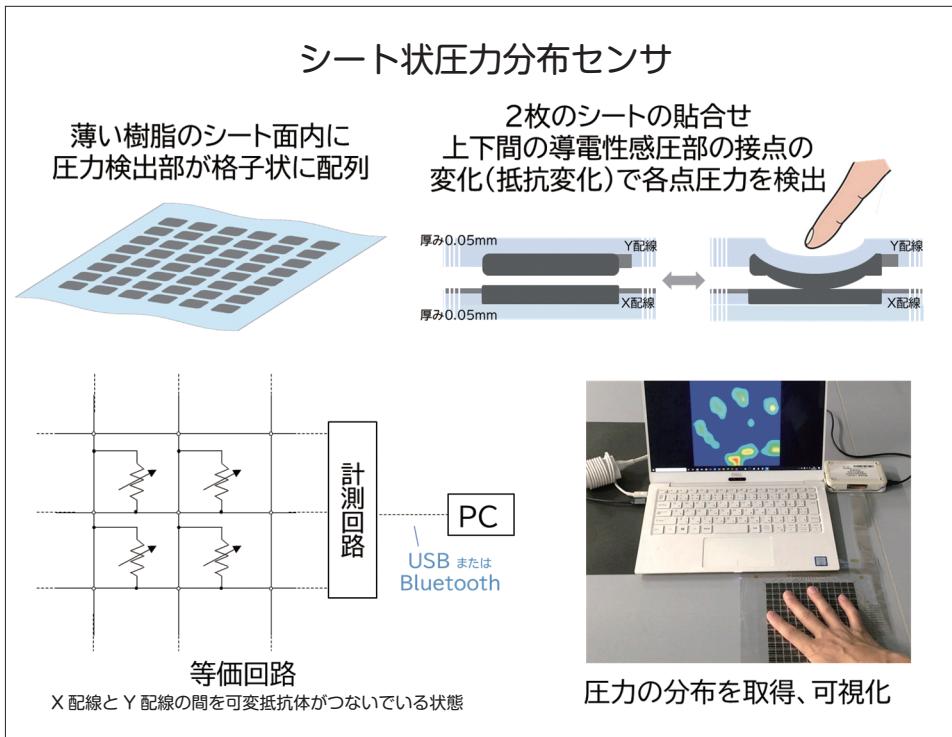 シート状圧力分布センサ
薄い樹脂のシート面内に
圧力検出部が格子状に配列
2枚のシートの貼合せ
上下間の導電性感圧部の接点の
変化(抵抗変化)で各点圧力を検出
厚み0.05mm
Y配線
X配線
厚み0.05mm
Y配線
X配線
計測回路
PC
USB または
Bluetooth
等価回路
X 配線と Y 配線の間を可変抵抗体がつないでいる状態
圧力の分布を取得、可視化